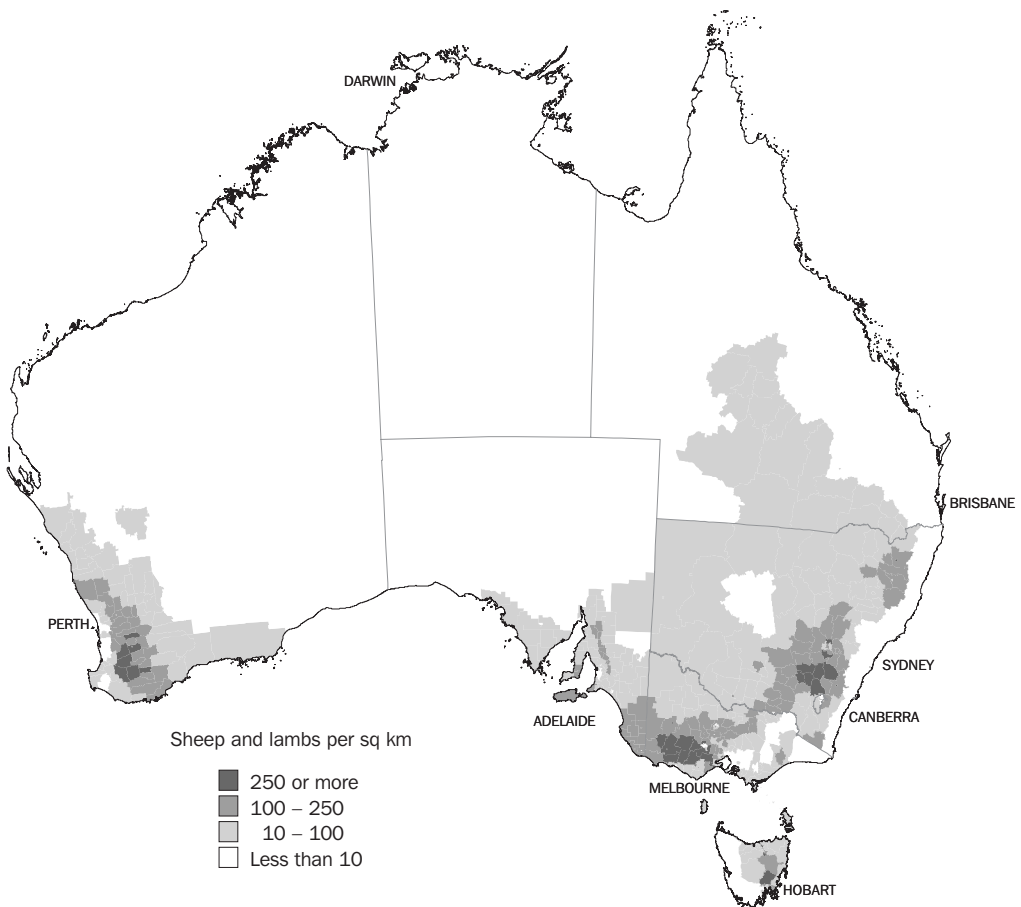 DARWIN
BRISBANE
PERTH
SYDNEY
ADELAIDE
CANBERRA
MELBOURNE
HOBART
Sheep and lambs per sq km
250 or more
100 – 250
10 – 100
Less than 10